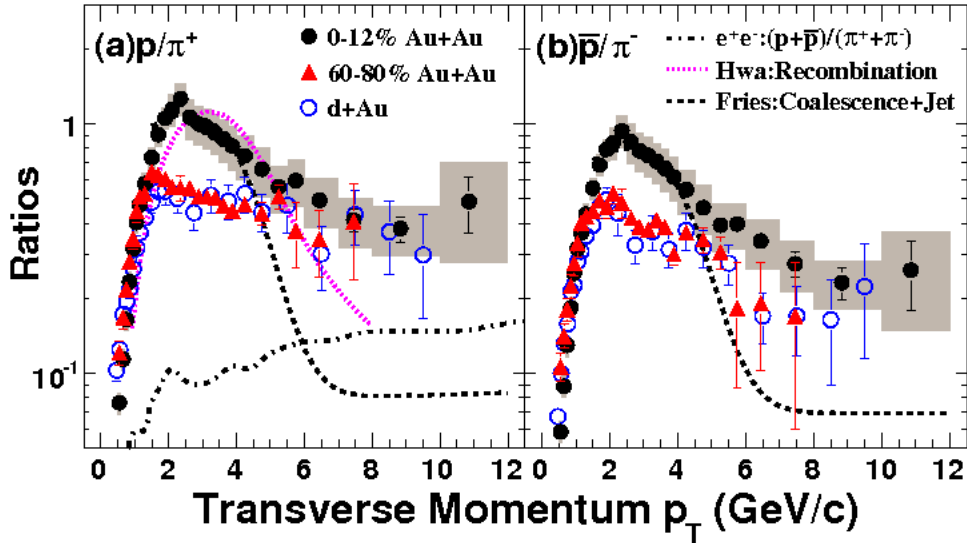 (a)p/π⁺
0-12% Au+Au
60-80% Au+Au
d+Au
(b)p̅/π⁻
e⁺e⁻:(p+p̅)/(π⁺+π⁻)
Hwa:Recombination
Fries:Coalescence+Jet
Ratios
1
10⁻¹
0 2 4 6 8 10 12
0 2 4 6 8 10 12
Transverse Momentum p_T (GeV/c)